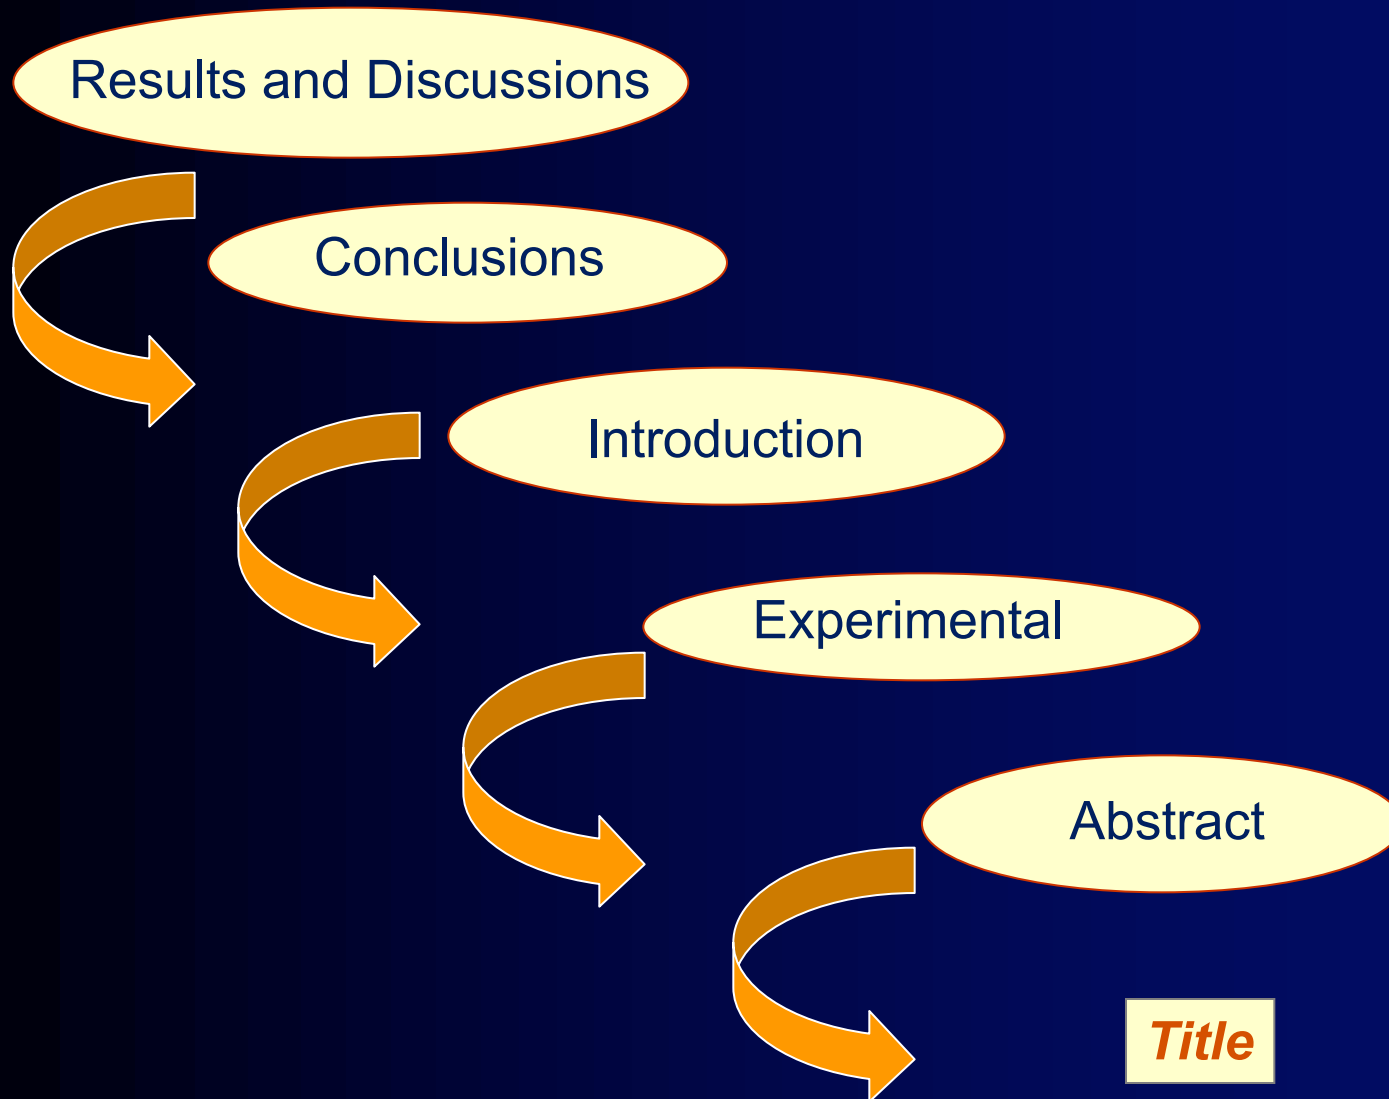 Results and Discussions
Conclusions
Introduction
Experimental
Abstract
Title